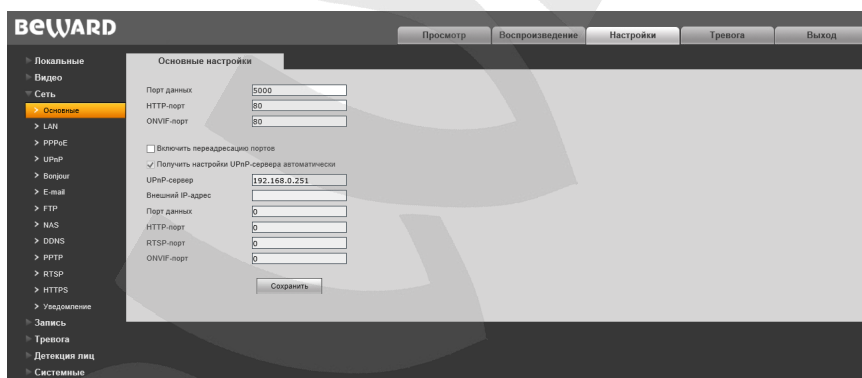 BEWARD
Просмотр Воспроизведение Настройки Тревога Выход
Локальные
Видео
Сеть
Основные
LAN
PPPoE
UPnP
Bonjour
E-mail
FTP
NAS
DDNS
PPTP
RTSP
HTTPS
Уведомление
Запись
Тревога
Детекция лиц
Системные
Основные настройки
Порт данных 5000
HTTP-порт 80
ONVIF-порт 80
Включить переадресацию портов
Получить настройки UPnP-сервера автоматически
UPnP-сервер 192.168.0.251
Внешний IP-адрес
Порт данных 0
HTTP-порт 0
RTSP-порт 0
ONVIF-порт 0
Сохранить